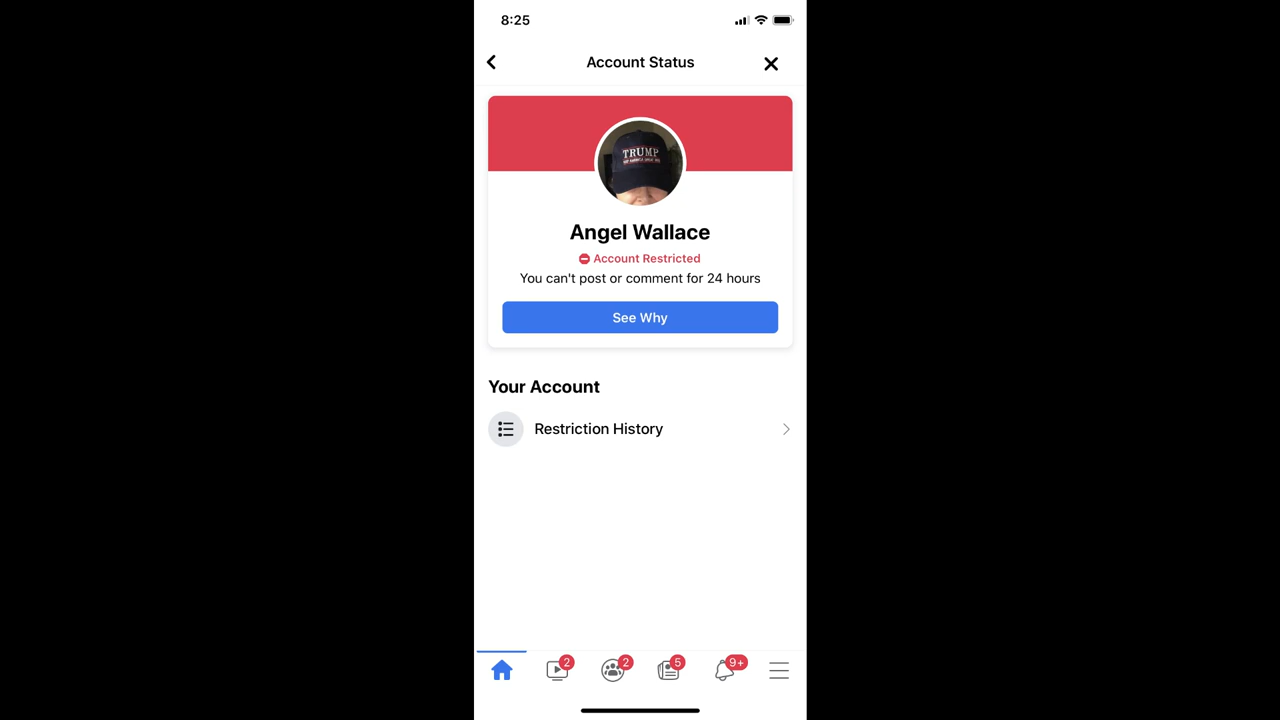 8:25
Account Status
TRUMP
Angel Wallace
Account Restricted
You can't post or comment for 24 hours
See Why
Your Account
Restriction History
2
2
5
9+